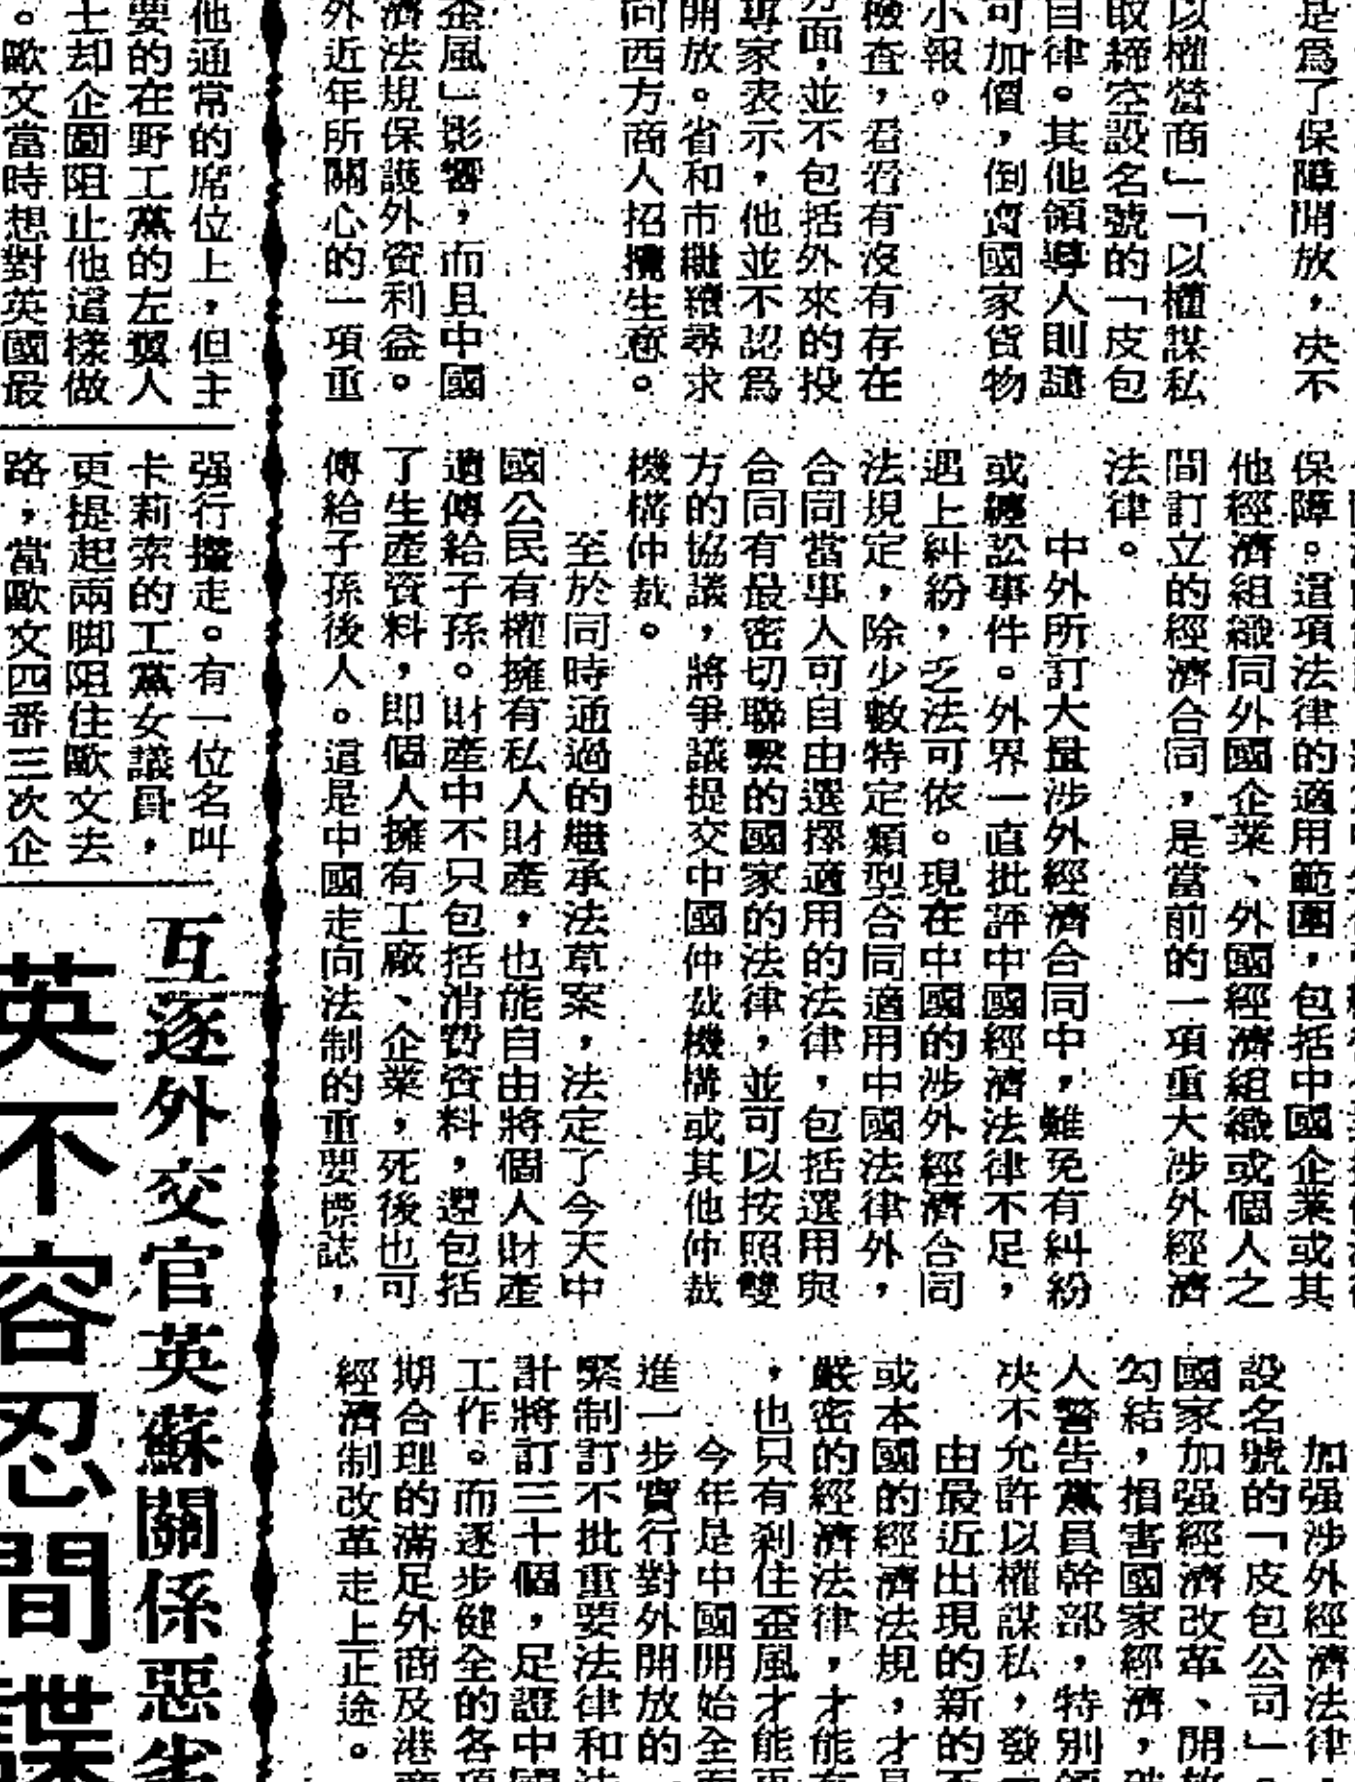 是爲了保障開放，决不
以權營商」「以權謀私
取締空設名號的「皮包
自律。其他領導人則譴
可加價，倒賣國家貨物
小報。
檢查，看看有沒有存在
方面，並不包括外來的投
專家表示，他並不認爲
開放。省和市繼續尋求
向西方商人招攬生意。
歪風」影響，而且中國
濟法規保護外資利益。
外近年所關心的一項重
保障。這項法律的適用範圍，包括中國企業或其
他經濟組織同外國企業、外國經濟組織或個人之
間訂立的經濟合同，是當前的一項重大涉外經濟
法律。
中外所訂大量涉外經濟合同中，難免有糾紛
或纏訟事件。外界一直批評中國經濟法律不足，
遇上糾紛，乏法可依。現在中國的涉外經濟合同
法規定，除少數特定類型合同適用中國法律外，
合同當事人可自由選擇適用的法律，包括選用與
合同有最密切聯繫的國家的法律，並可以按照雙
方的協議，將爭議提交中國仲裁機構或其他仲裁
機構仲裁。
至於同時通過的繼承法草案，法定了今天中
國公民有權擁有私人財產，也能自由將個人財產
遺傳給子孫。財產中不只包括消費資料，還包括
了生產資料，即個人擁有工廠、企業，死後也可
傳給子孫後人。這是中國走向法制的重要標誌，
加强涉外經濟法律
設名號的「皮包公司」
國家加强經濟改革、開放
勾結，損害國家經濟，
人警告黨員幹部，特別
决不允許以權謀私，發
由最近出現的新的不
或本國的經濟法規，才
嚴密的經濟法律，才能有
，也只有刹住歪風才能
今年是中國開始全面
進一步實行對外開放的
緊制訂不批重要法律和法
計將訂三十個，足證中國
工作。而逐步健全的各項
期合理的滿足外商及港商
經濟制改革走上正途。
他通常的席位上，但主
要的在野工黨的左翼人
士却企圖阻止他這樣做
。歐文當時想對英國最
强行攬走。有一位名叫
卡莉索的工黨女議員，
更提起兩脚阻住歐文去
路，當歐文四番三次企
互逐外交官英蘇關係惡劣
英不容忍間諜